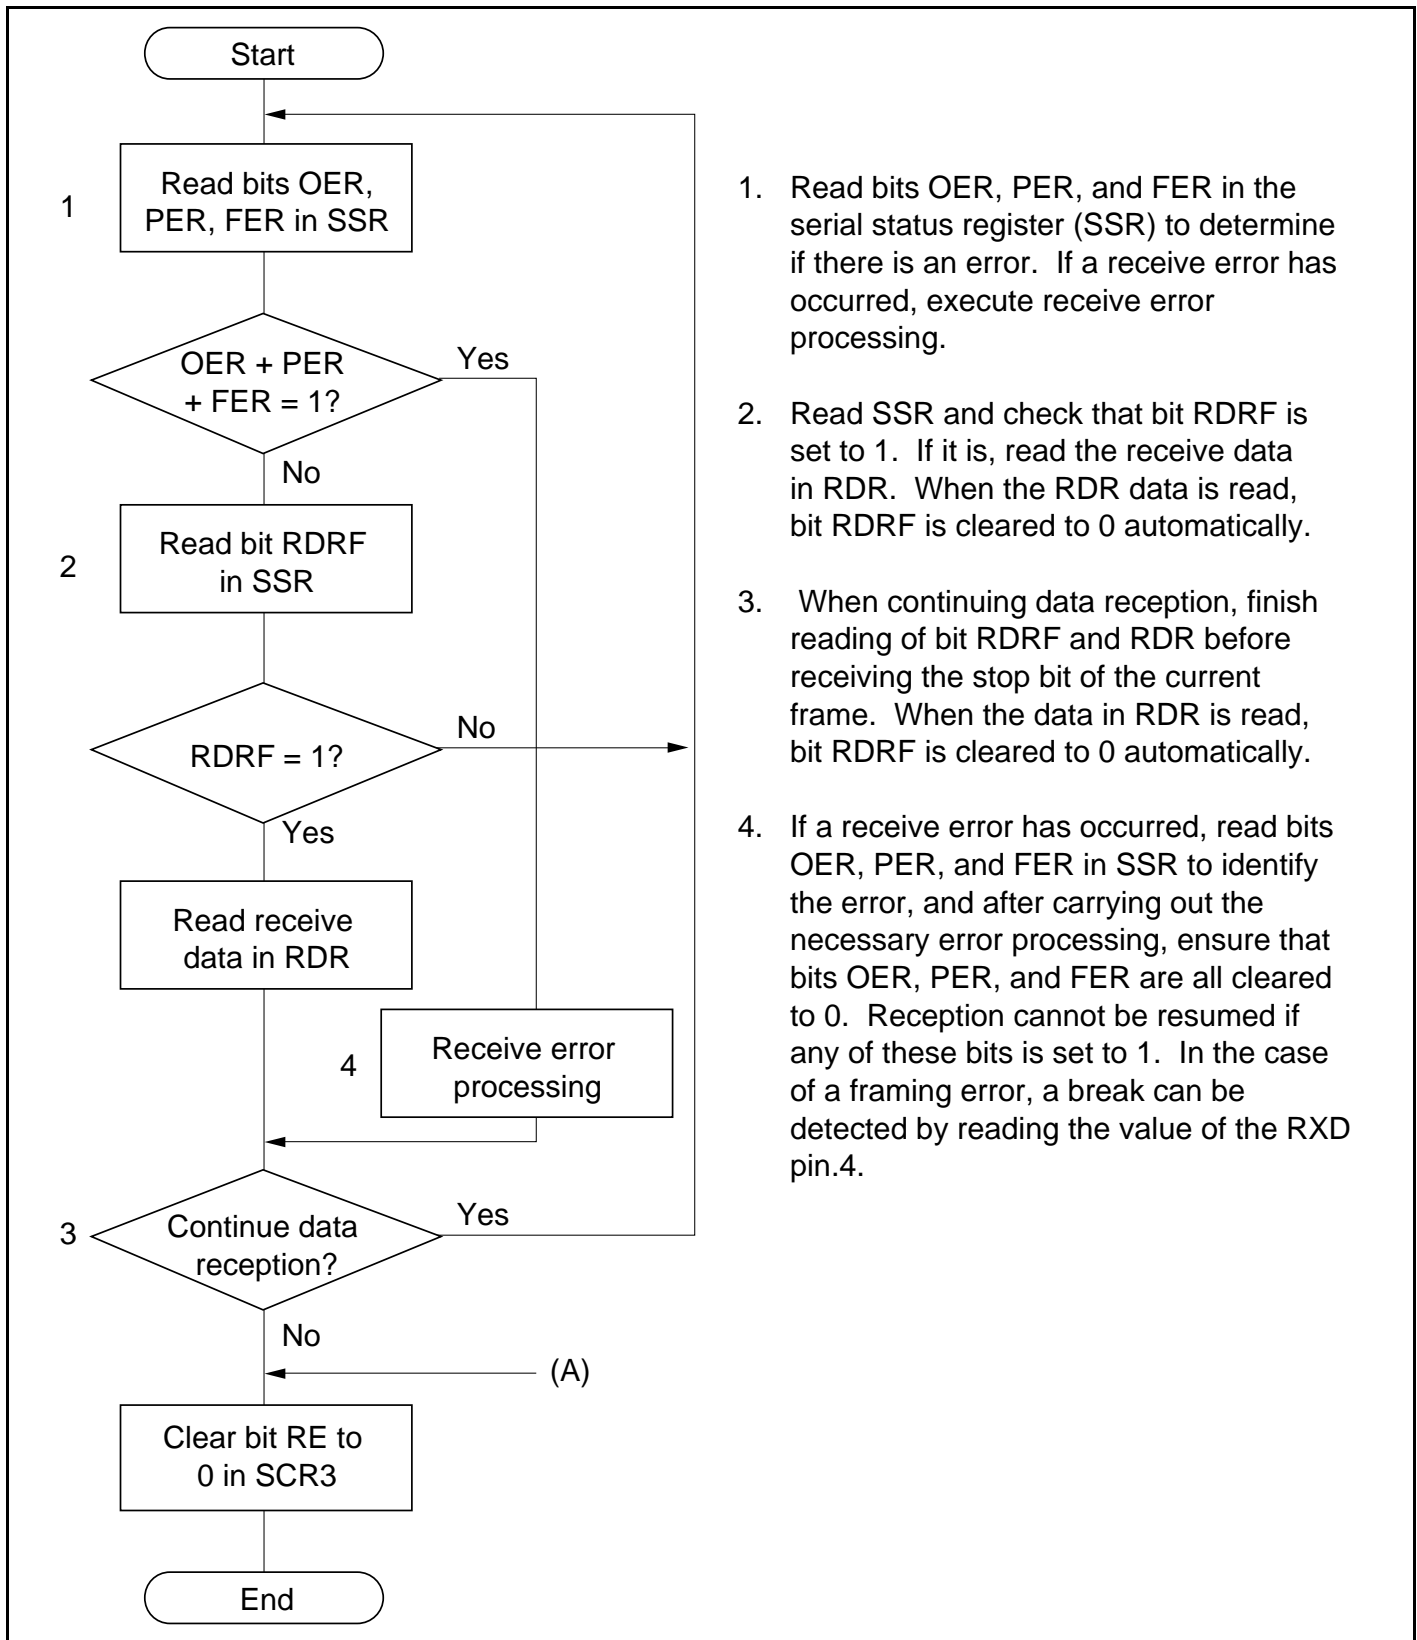 Start
1
Read bits OER,
PER, FER in SSR
OER + PER
+ FER = 1?
Yes
No
2
Read bit RDRF
in SSR
RDRF = 1?
No
Yes
Read receive
data in RDR
4
Receive error
processing
3
Continue data
reception?
Yes
No
(A)
Clear bit RE to
0 in SCR3
End
1. Read bits OER, PER, and FER in the
serial status register (SSR) to determine
if there is an error. If a receive error has
occurred, execute receive error
processing.
2. Read SSR and check that bit RDRF is
set to 1. If it is, read the receive data
in RDR. When the RDR data is read,
bit RDRF is cleared to 0 automatically.
3. When continuing data reception, finish
reading of bit RDRF and RDR before
receiving the stop bit of the current
frame. When the data in RDR is read,
bit RDRF is cleared to 0 automatically.
4. If a receive error has occurred, read bits
OER, PER, and FER in SSR to identify
the error, and after carrying out the
necessary error processing, ensure that
bits OER, PER, and FER are all cleared
to 0. Reception cannot be resumed if
any of these bits is set to 1. In the case
of a framing error, a break can be
detected by reading the value of the RXD
pin.4.